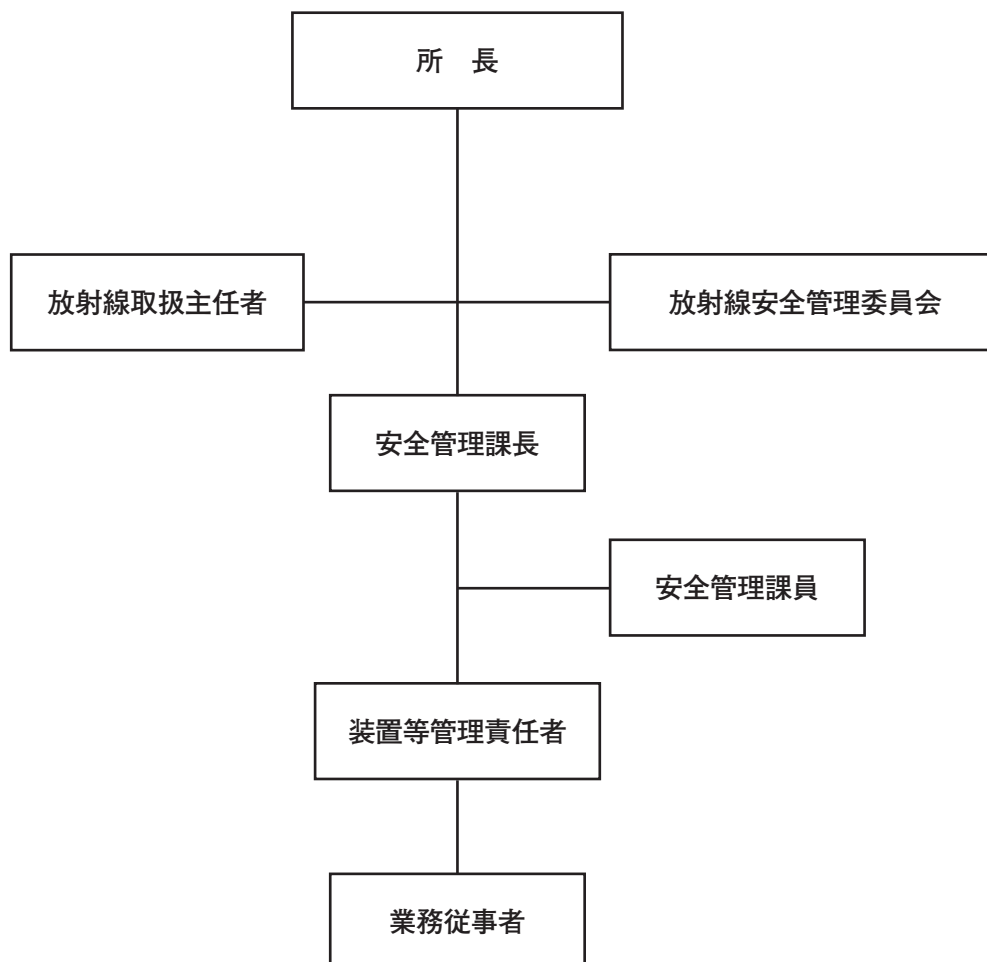 所　長
放射線取扱主任者
放射線安全管理委員会
安全管理課長
安全管理課員
装置等管理責任者
業務従事者